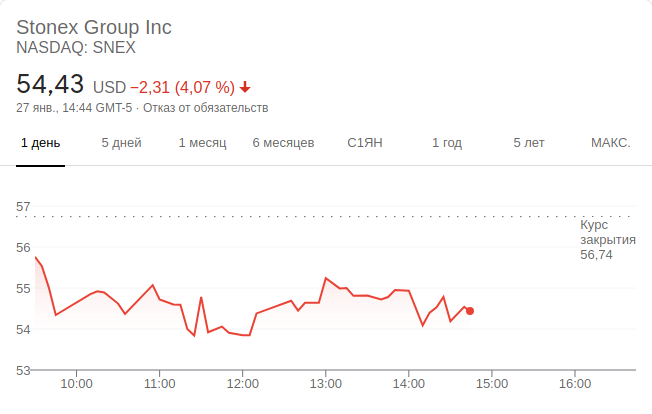 Stonex Group Inc
NASDAQ: SNEX
54,43 USD −2,31 (4,07 %)
27 янв., 14:44 GMT-5 · Отказ от обязательств
1 день 5 дней 1 месяц 6 месяцев С1ЯН 1 год 5 лет МАКС.
57
Курс
закрытия
56,74
56
55
54
53
10:00 11:00 12:00 13:00 14:00 15:00 16:00